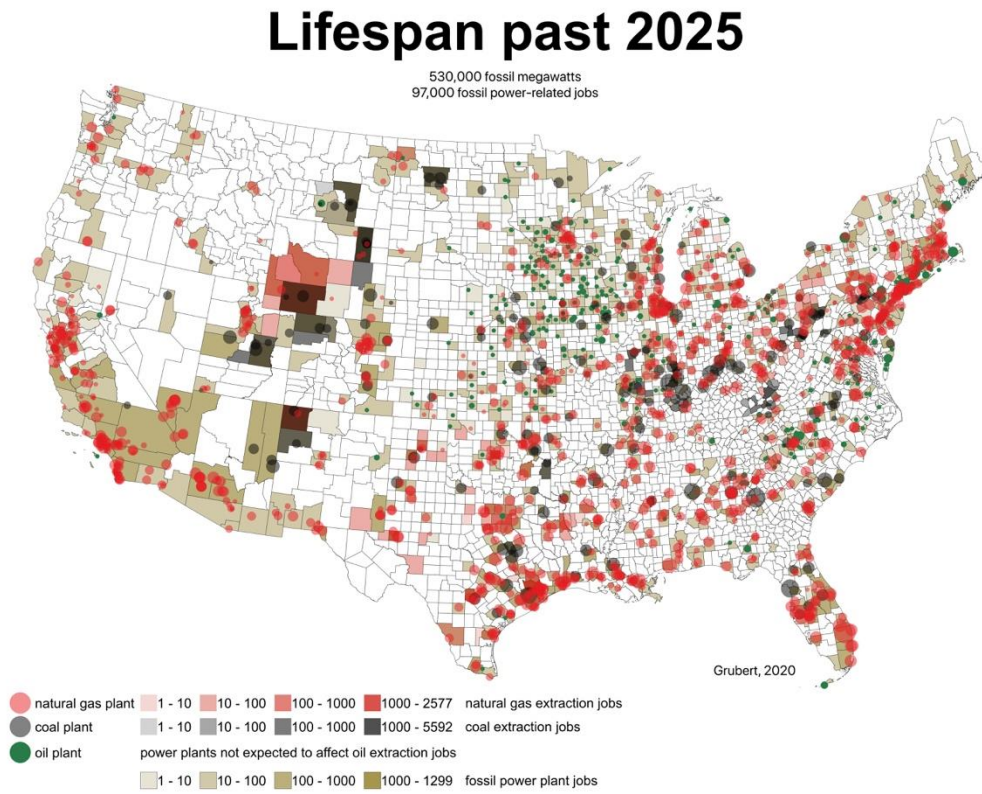 Lifespan past 2025
530,000 fossil megawatts
97,000 fossil power-related jobs
Grubert, 2020
natural gas plant 1 - 10 10 - 100 100 - 1000 1000 - 2577 natural gas extraction jobs
coal plant 1 - 10 10 - 100 100 - 1000 1000 - 5592 coal extraction jobs
oil plant power plants not expected to affect oil extraction jobs
1 - 10 10 - 100 100 - 1000 1000 - 1299 fossil power plant jobs